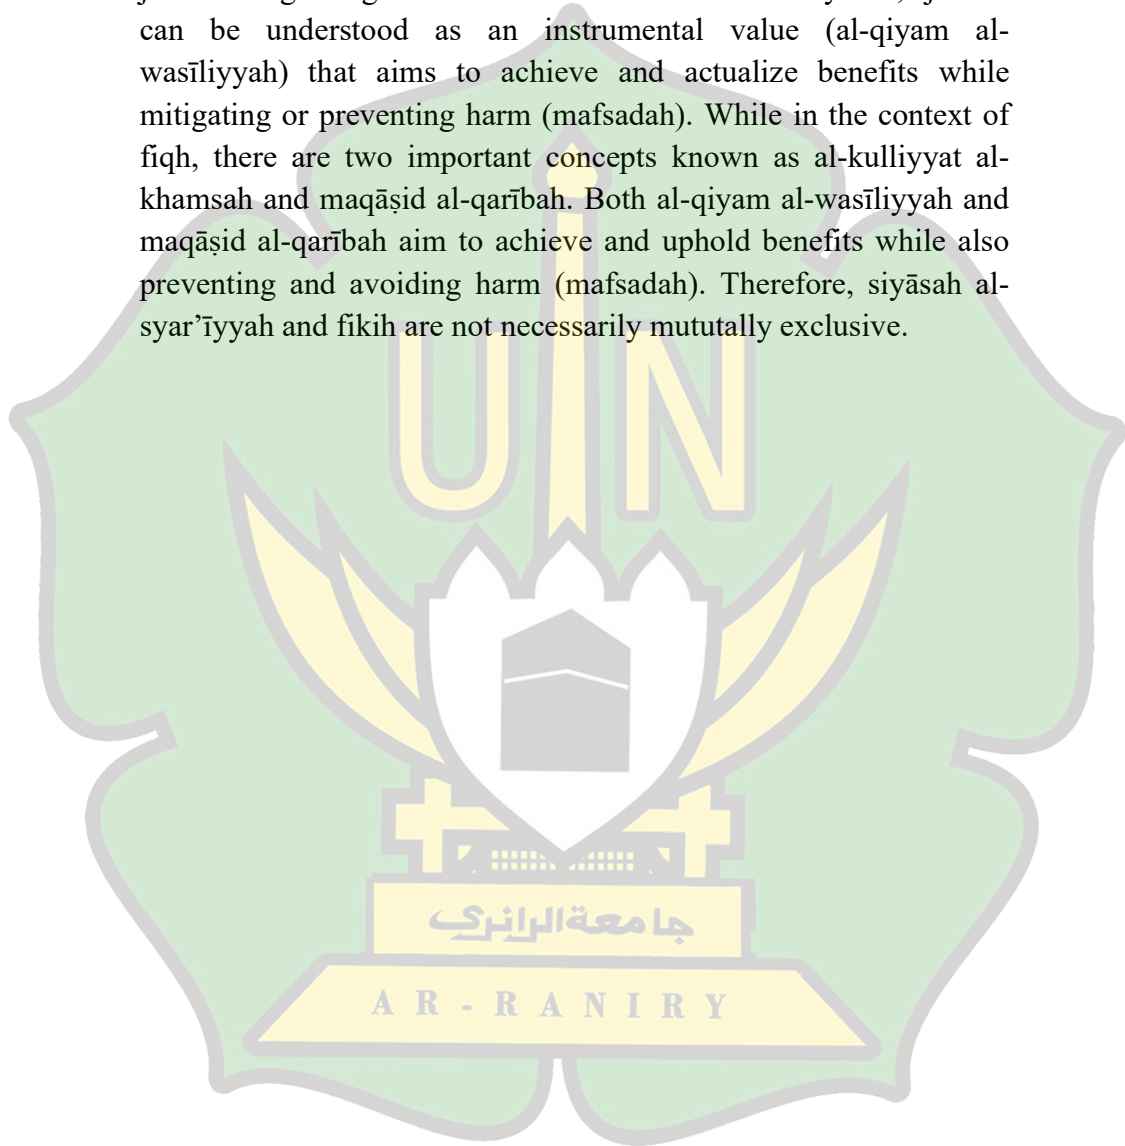 can be understood as an instrumental value (al-qiyam al-
wasīliyyah) that aims to achieve and actualize benefits while
mitigating or preventing harm (mafsadah). While in the context of
fiqh, there are two important concepts known as al-kulliyyat al-
khamsah and maqāṣid al-qarībah. Both al-qiyam al-wasīliyyah and
maqāṣid al-qarībah aim to achieve and uphold benefits while also
preventing and avoiding harm (mafsadah). Therefore, siyāsah al-
syar’īyyah and fikih are not necessarily mututally exclusive.
UIN
جامعةالرانري
AR-RANIRY